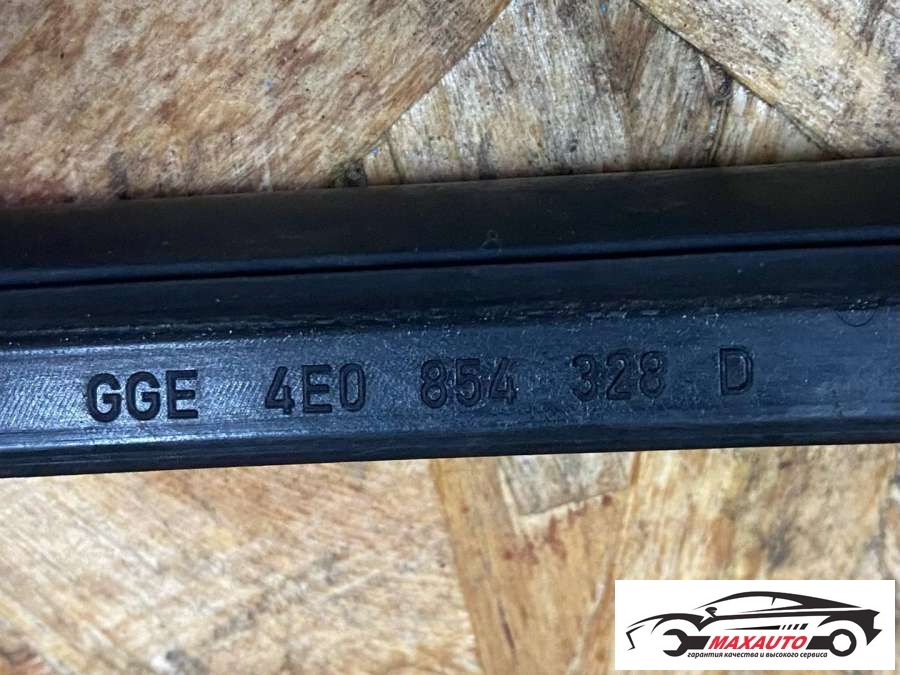 GGE 4E0 854 328 D
MAXAUTO
гарантия качества и высокого сервиса